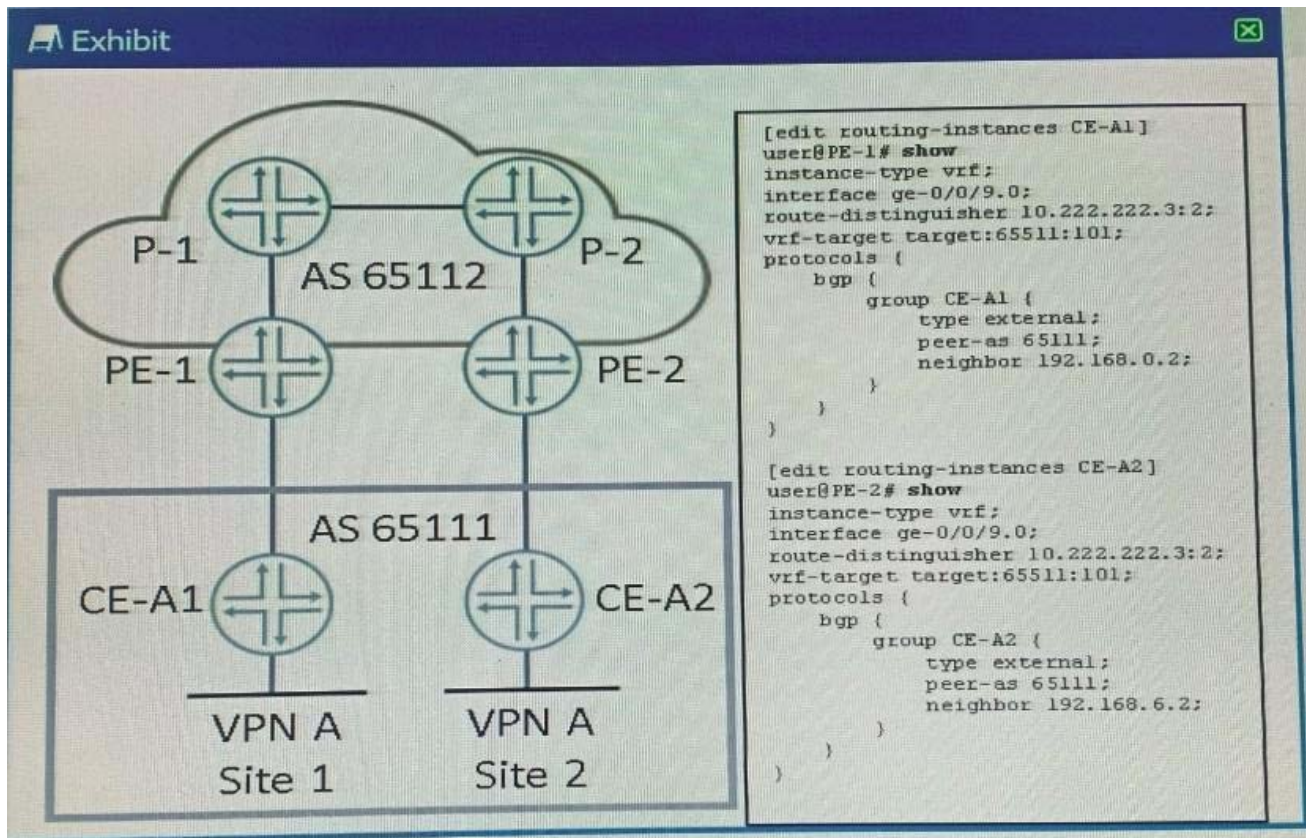 Exhibit
P-1
P-2
AS 65112
PE-1
PE-2
AS 65111
CE-A1
CE-A2
VPN A
Site 1
VPN A
Site 2
[edit routing-instances CE-A1]
user@PE-1# show
instance-type vrf;
interface ge-0/0/9.0;
route-distinguisher 10.222.222.3:2;
vrf-target target:65511:101;
protocols {
bgp {
group CE-A1 {
type external;
peer-as 65111;
neighbor 192.168.0.2;
}
}
}
[edit routing-instances CE-A2]
user@PE-2# show
instance-type vrf;
interface ge-0/0/9.0;
route-distinguisher 10.222.222.3:2;
vrf-target target:65511:101;
protocols {
bgp {
group CE-A2 {
type external;
peer-as 65111;
neighbor 192.168.6.2;
}
}
}